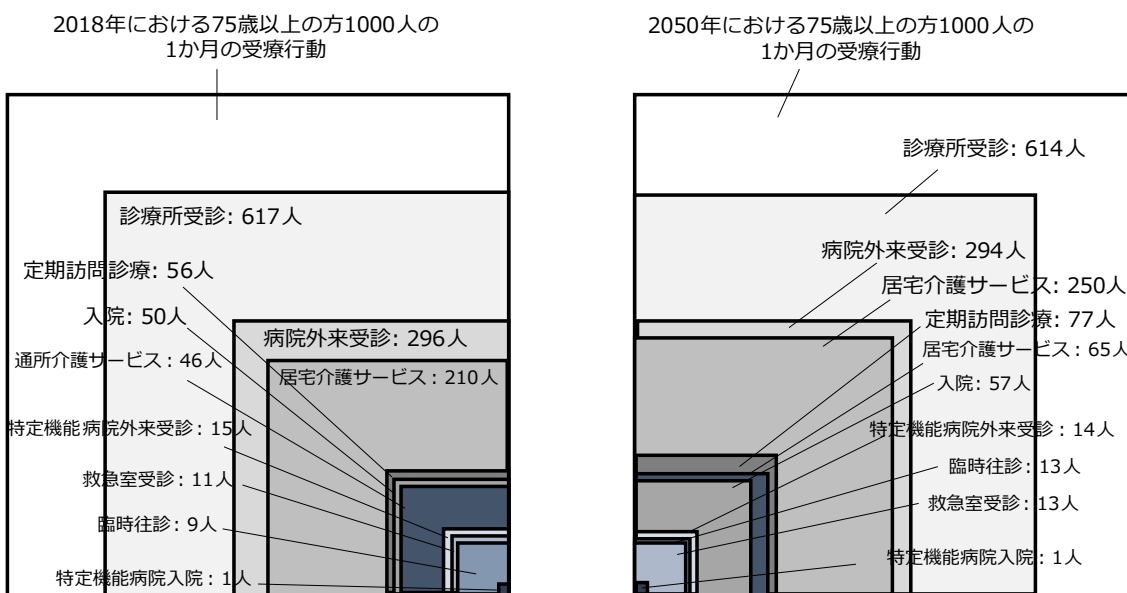 2018年における75歳以上の方1000人の
1か月の受療行動
診療所受診: 617人
定期訪問診療: 56人
入院: 50人
病院外来受診: 296人
通所介護サービス: 46人
居宅介護サービス: 210人
特定機能病院外来受診: 15人
救急室受診: 11人
臨時往診: 9人
特定機能病院入院: 1人
2050年における75歳以上の方1000人の
1か月の受療行動
診療所受診: 614人
病院外来受診: 294人
居宅介護サービス: 250人
定期訪問診療: 77人
居宅介護サービス: 65人
入院: 57人
特定機能病院外来受診: 14人
臨時往診: 13人
救急室受診: 13人
特定機能病院入院: 1人